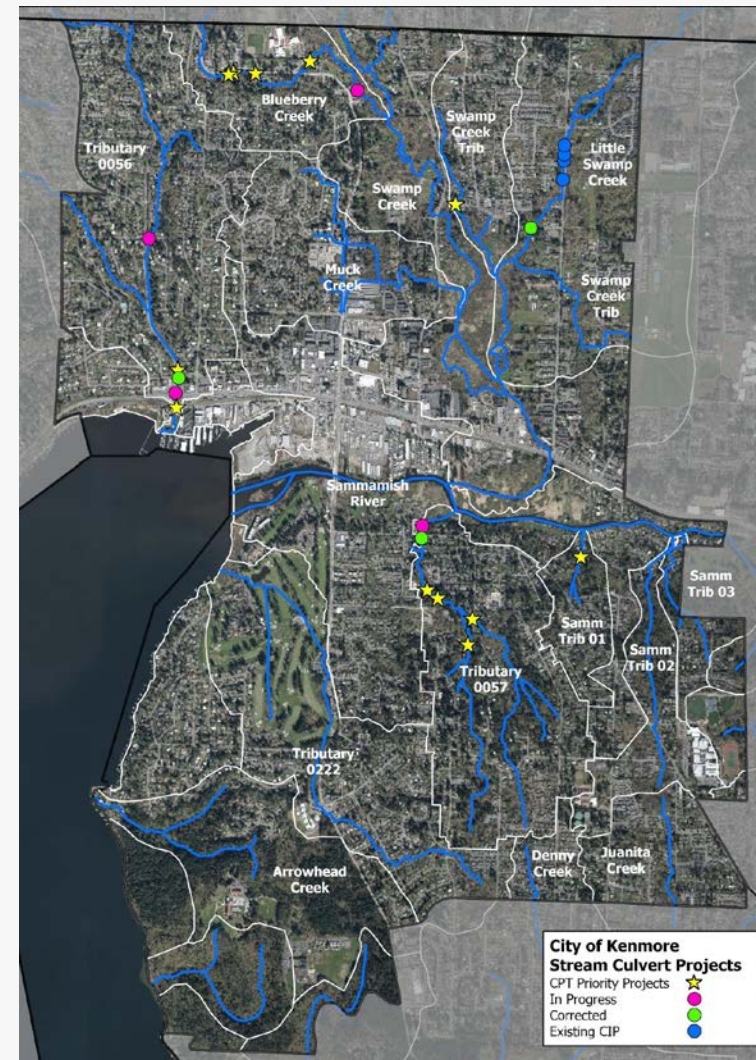 Blueberry
Creek
Swamp
Creek
Trib
Little
Swamp
Creek
Tributary
0056
Swamp
Creek
Muck
Creek
Swamp
Creek
Trib
Sammamish
River
Samm
Trib 03
Samm
Trib 01
Samm
Trib 02
Tributary
0057
Tributary
0222
Arrowhead
Creek
Denny
Creek
Juanita
Creek
City of Kenmore
Stream Culvert Projects
CPT Priority Projects
In Progress
Corrected
Existing CIP